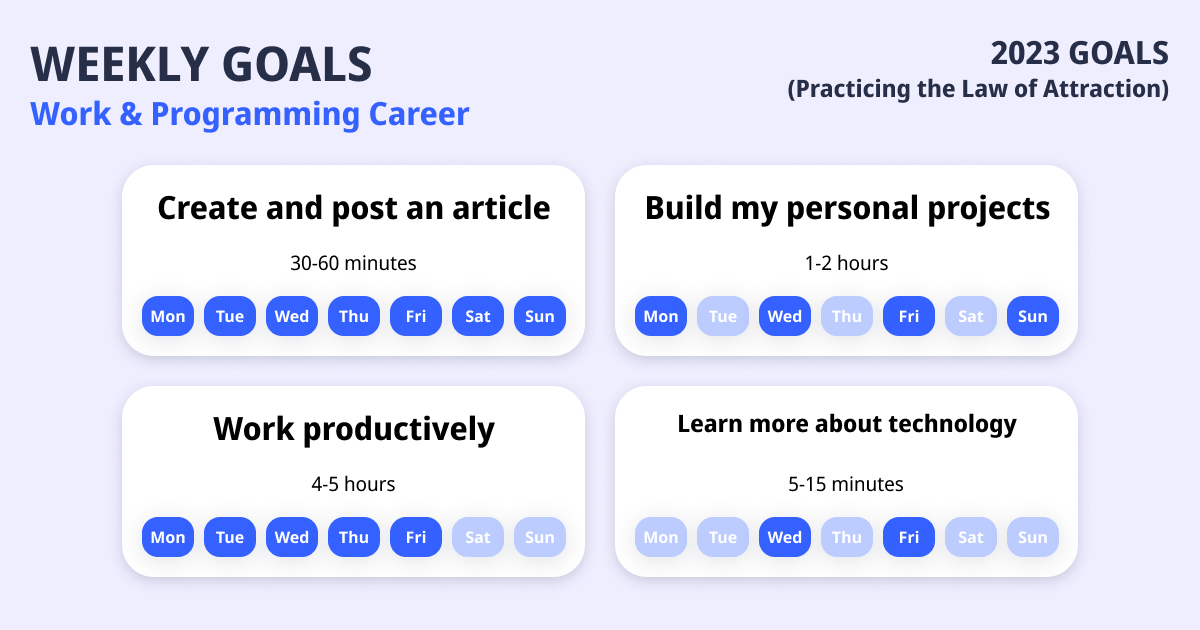 WEEKLY GOALS
Work & Programming Career
2023 GOALS
(Practicing the Law of Attraction)
Create and post an article
30-60 minutes
Mon Tue Wed Thu Fri Sat Sun
Build my personal projects
1-2 hours
Mon Tue Wed Thu Fri Sat Sun
Work productively
4-5 hours
Mon Tue Wed Thu Fri Sat Sun
Learn more about technology
5-15 minutes
Mon Tue Wed Thu Fri Sat Sun